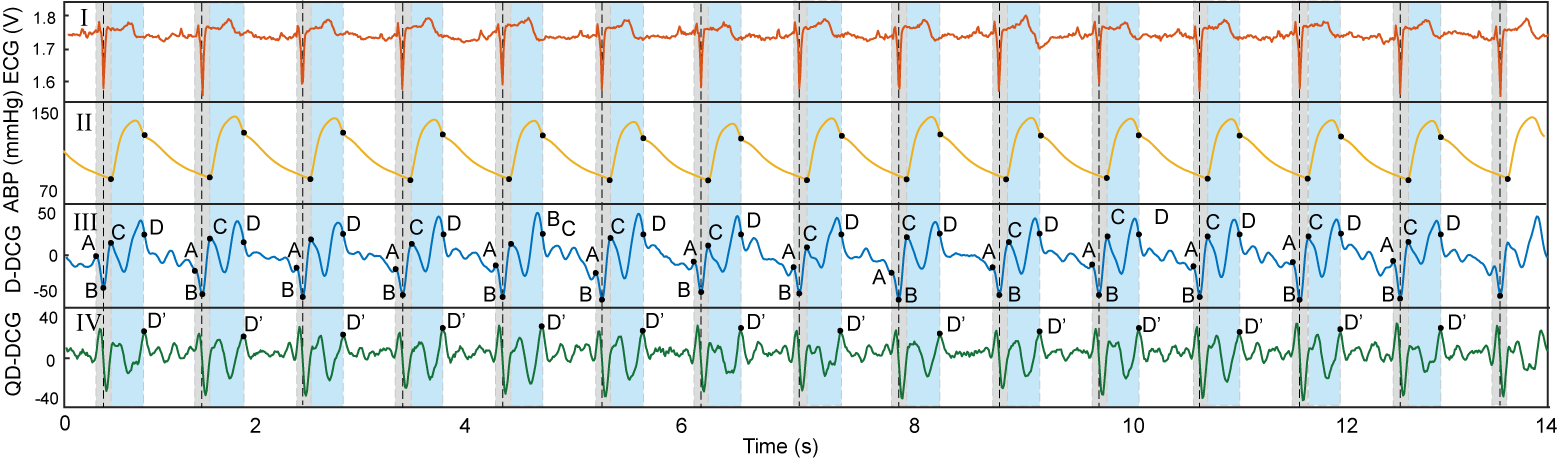 ECG (V)
1.8
1.7
1.6
I
ABP (mmHg)
150
70
II
D-DCG
50
0
-50
III
A B C D
A B C D
A B D
A B C D
A B B C
A B C D
A B C D
A B C D
A B C D
A B C D
A B C D
A B C D
A B C D
A B C D
QD-DCG
40
0
-40
IV
D' D' D' D' D' D' D' D' D' D' D' D' D' D'
0 2 4 6 8 10 12 14
Time (s)